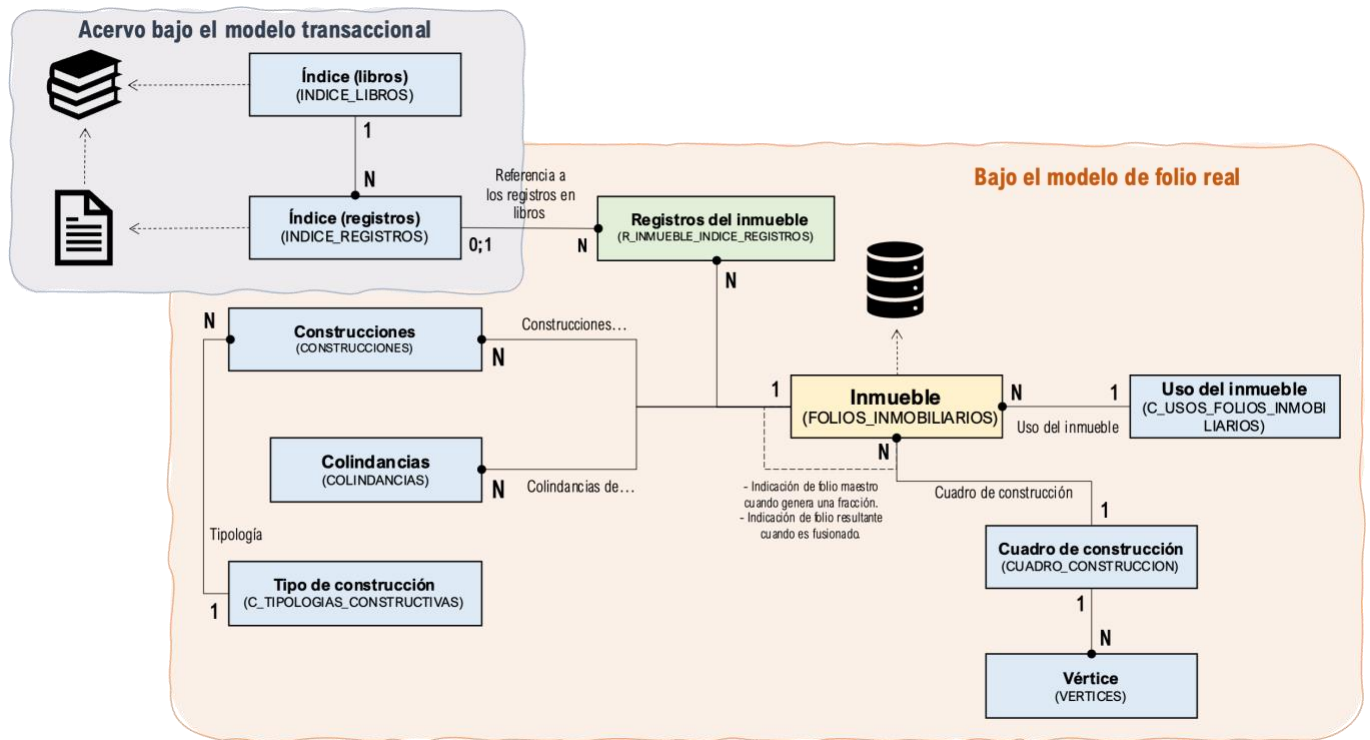 Acervo bajo el modelo transaccional
Índice (libros)
(INDICE_LIBROS)
1
N
Índice (registros)
(INDICE_REGISTROS)
0;1
Referencia a
los registros en
libros
N
Bajo el modelo de folio real
Registros del inmueble
(R_INMUEBLE_INDICE_REGISTROS)
N
N
Construcciones
(CONSTRUCCIONES)
N
Construcciones…
1
Inmueble
(FOLIOS_INMOBILIARIOS)
N
N
1
Uso del inmueble
Uso del inmueble
(C_USOS_FOLIOS_INMOBI
LIARIOS)
Colindancias
(COLINDANCIAS)
N
Colindancias de…
- Indicación de folio maestro
cuando genera una fracción.
- Indicación de folio resultante
cuando es fusionado.
Cuadro de construcción
1
Tipología
Cuadro de construcción
(CUADRO_CONSTRUCCION)
1
Tipo de construcción
(C_TIPOLOGIAS_CONSTRUCTIVAS)
1
N
Vértice
(VERTICES)